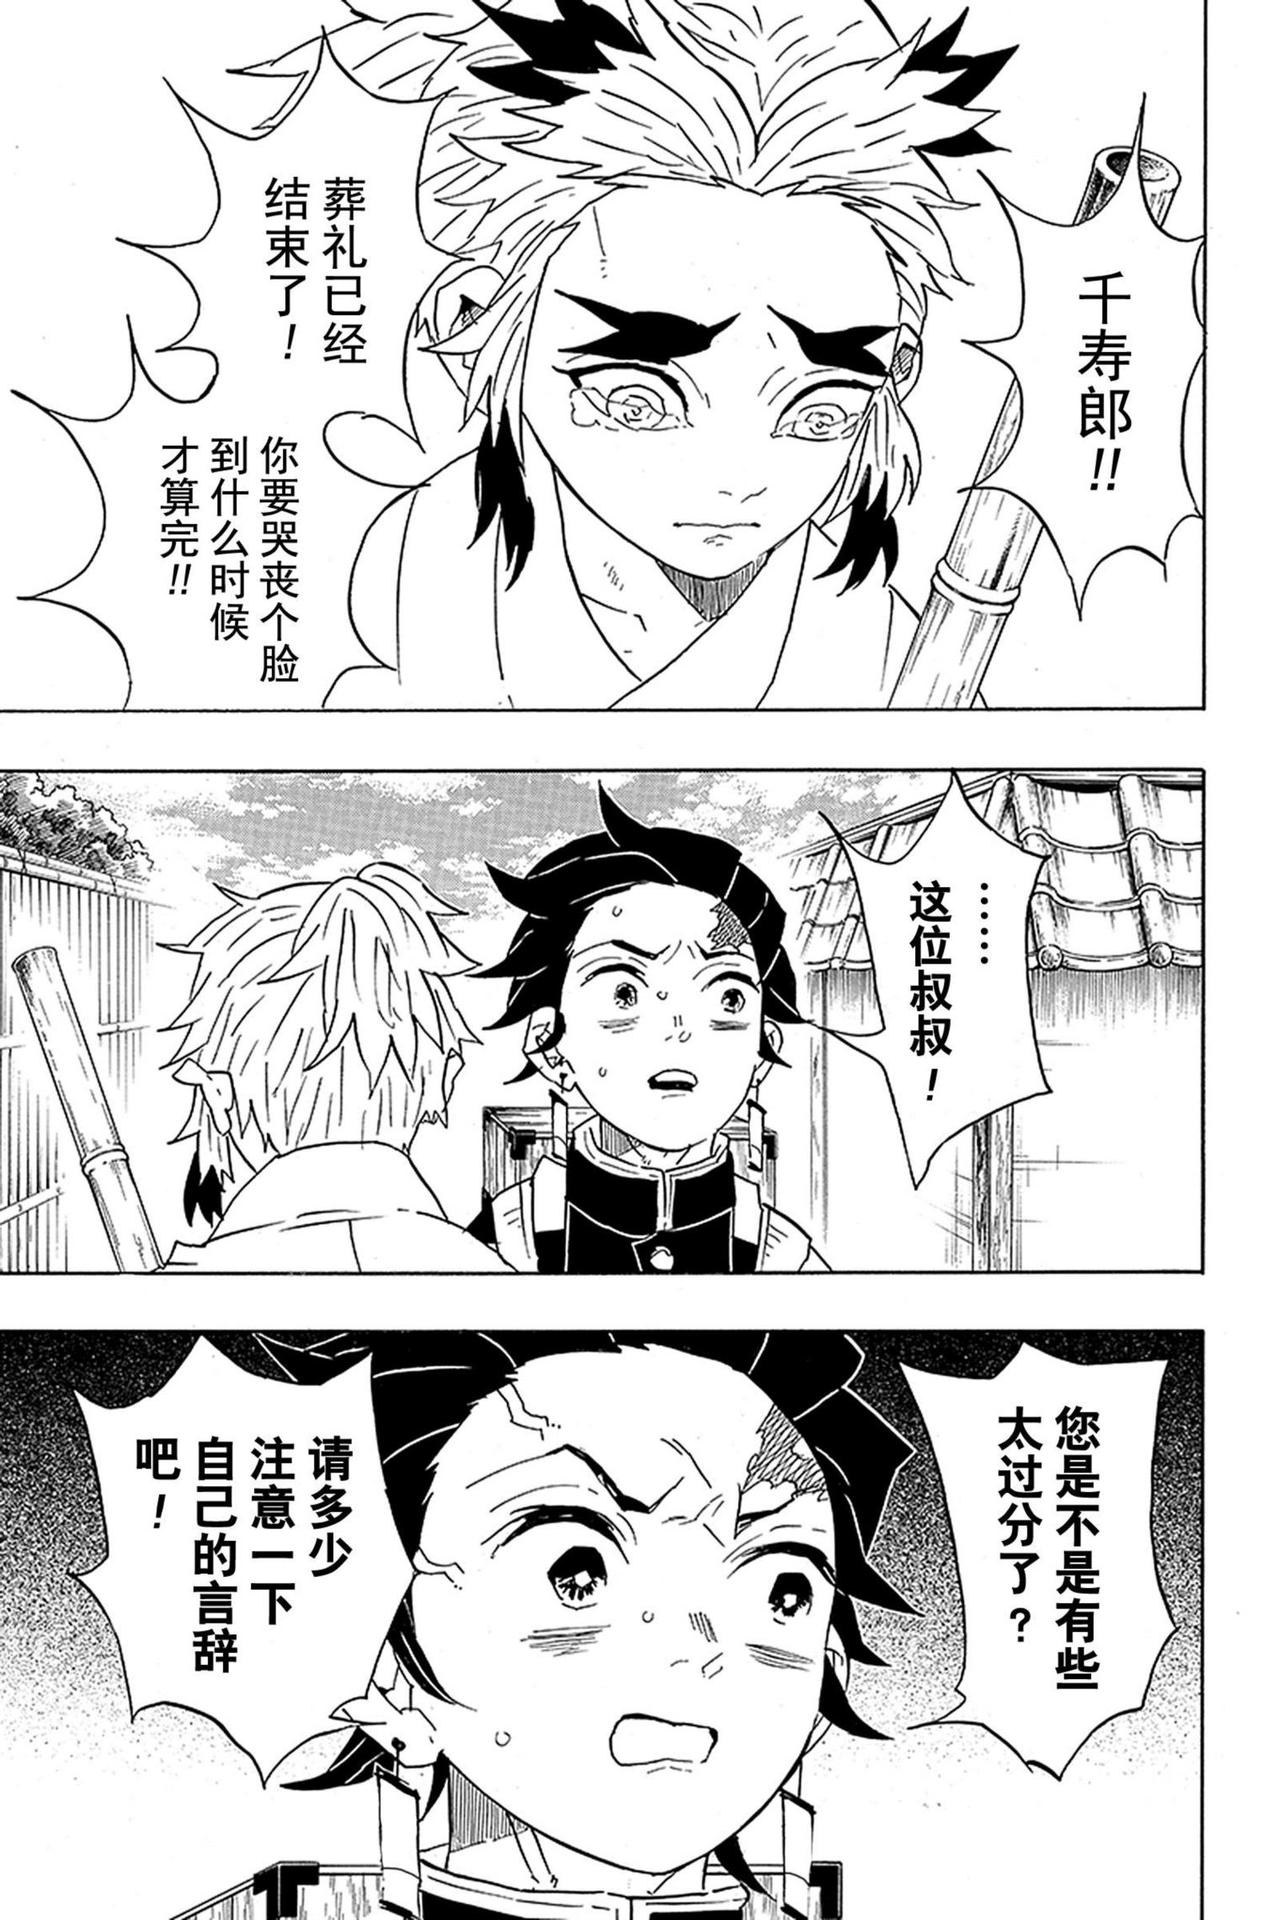 千寿郎!!
葬礼已经
结束了！
你要哭丧个脸
到什么时候
才算完!!
……
这位叔叔！
您是不是有些
太过分了？
请多少
注意一下
自己的言辞
吧！